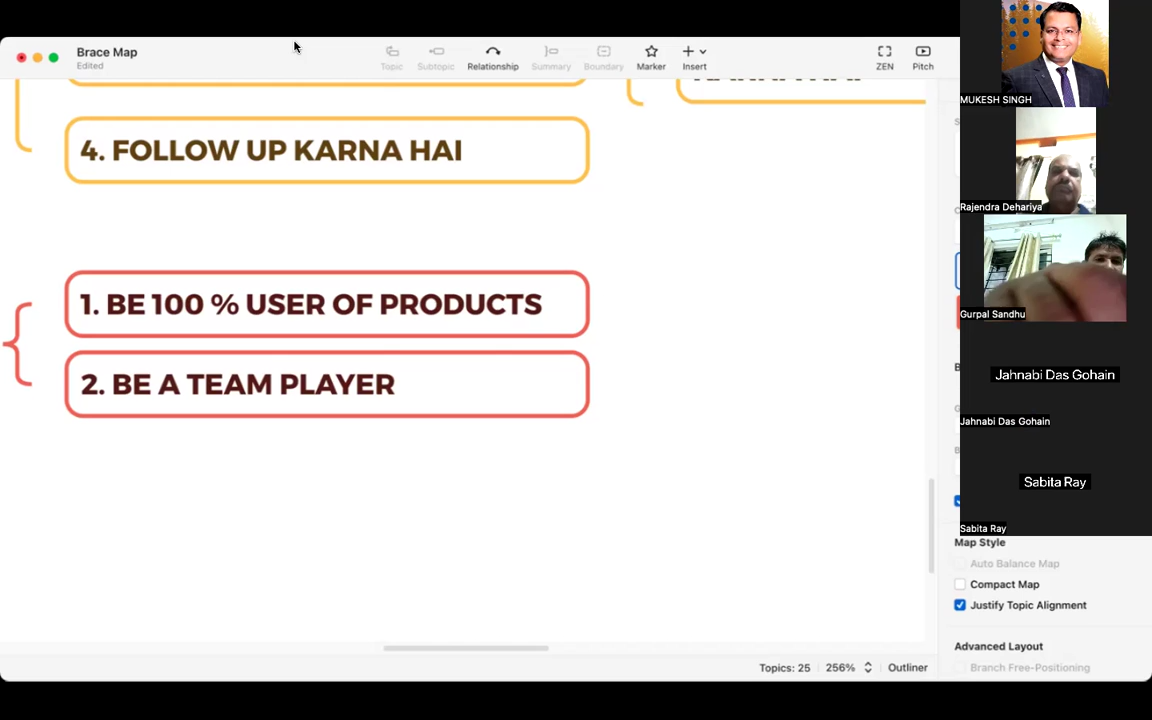 Brace Map
Edited
Topic
Subtopic
Relationship
Summary
Boundary
Marker
Insert
ZEN
Pitch
4. FOLLOW UP KARNA HAI
1. BE 100 % USER OF PRODUCTS
2. BE A TEAM PLAYER
MUKESH SINGH
Rajendra Dehariya
Gurpal Sandhu
Jahnabi Das Gohain
Jahnabi Das Gohain
Sabita Ray
Sabita Ray
Map Style
Auto Balance Map
Compact Map
Justify Topic Alignment
Advanced Layout
Branch Free-Positioning
Topics: 25
256%
Outliner